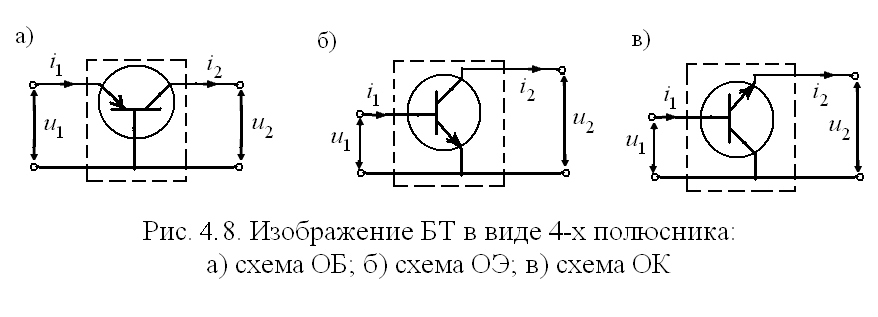 а) б) в)
i1 i2 i1 i2 i1 i2
u1 u2 u1 u2 u1 u2
Рис. 4.8. Изображение БТ в виде 4-х полюсника:
а) схема ОБ; б) схема ОЭ; в) схема ОК